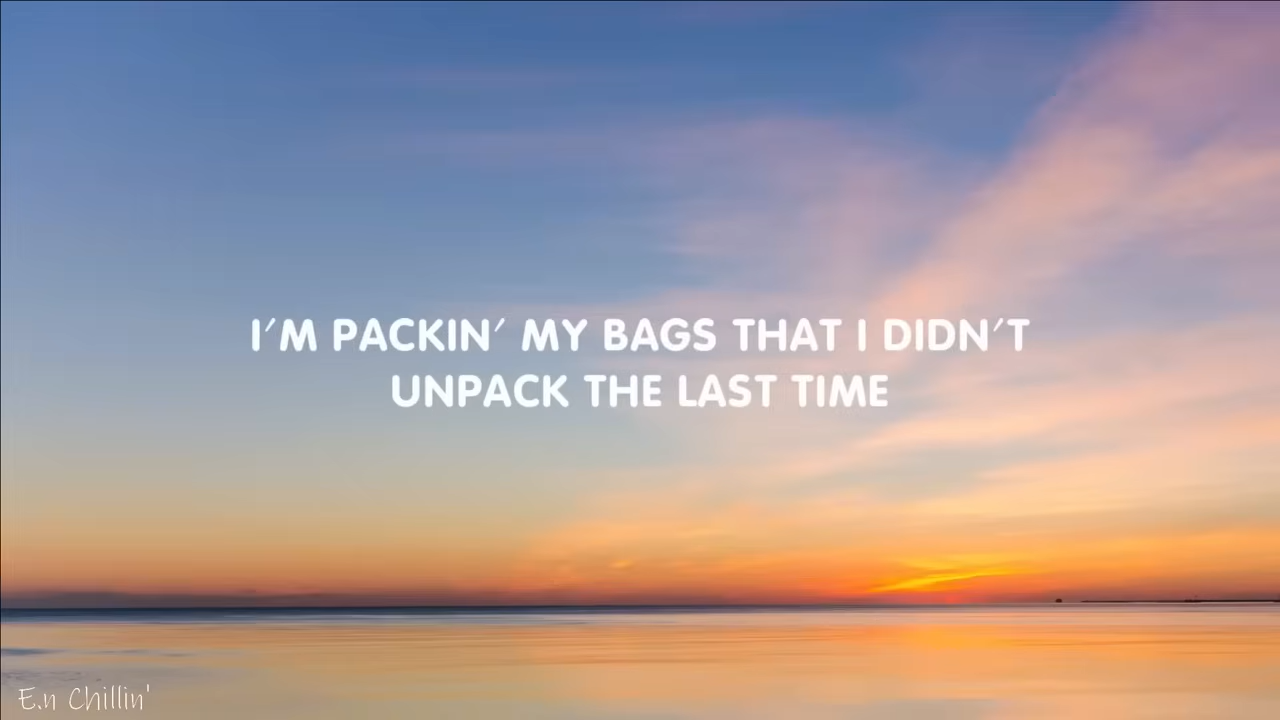 I'M PACKIN' MY BAGS THAT I DIDN'T
UNPACK THE LAST TIME
E.n Chillin'